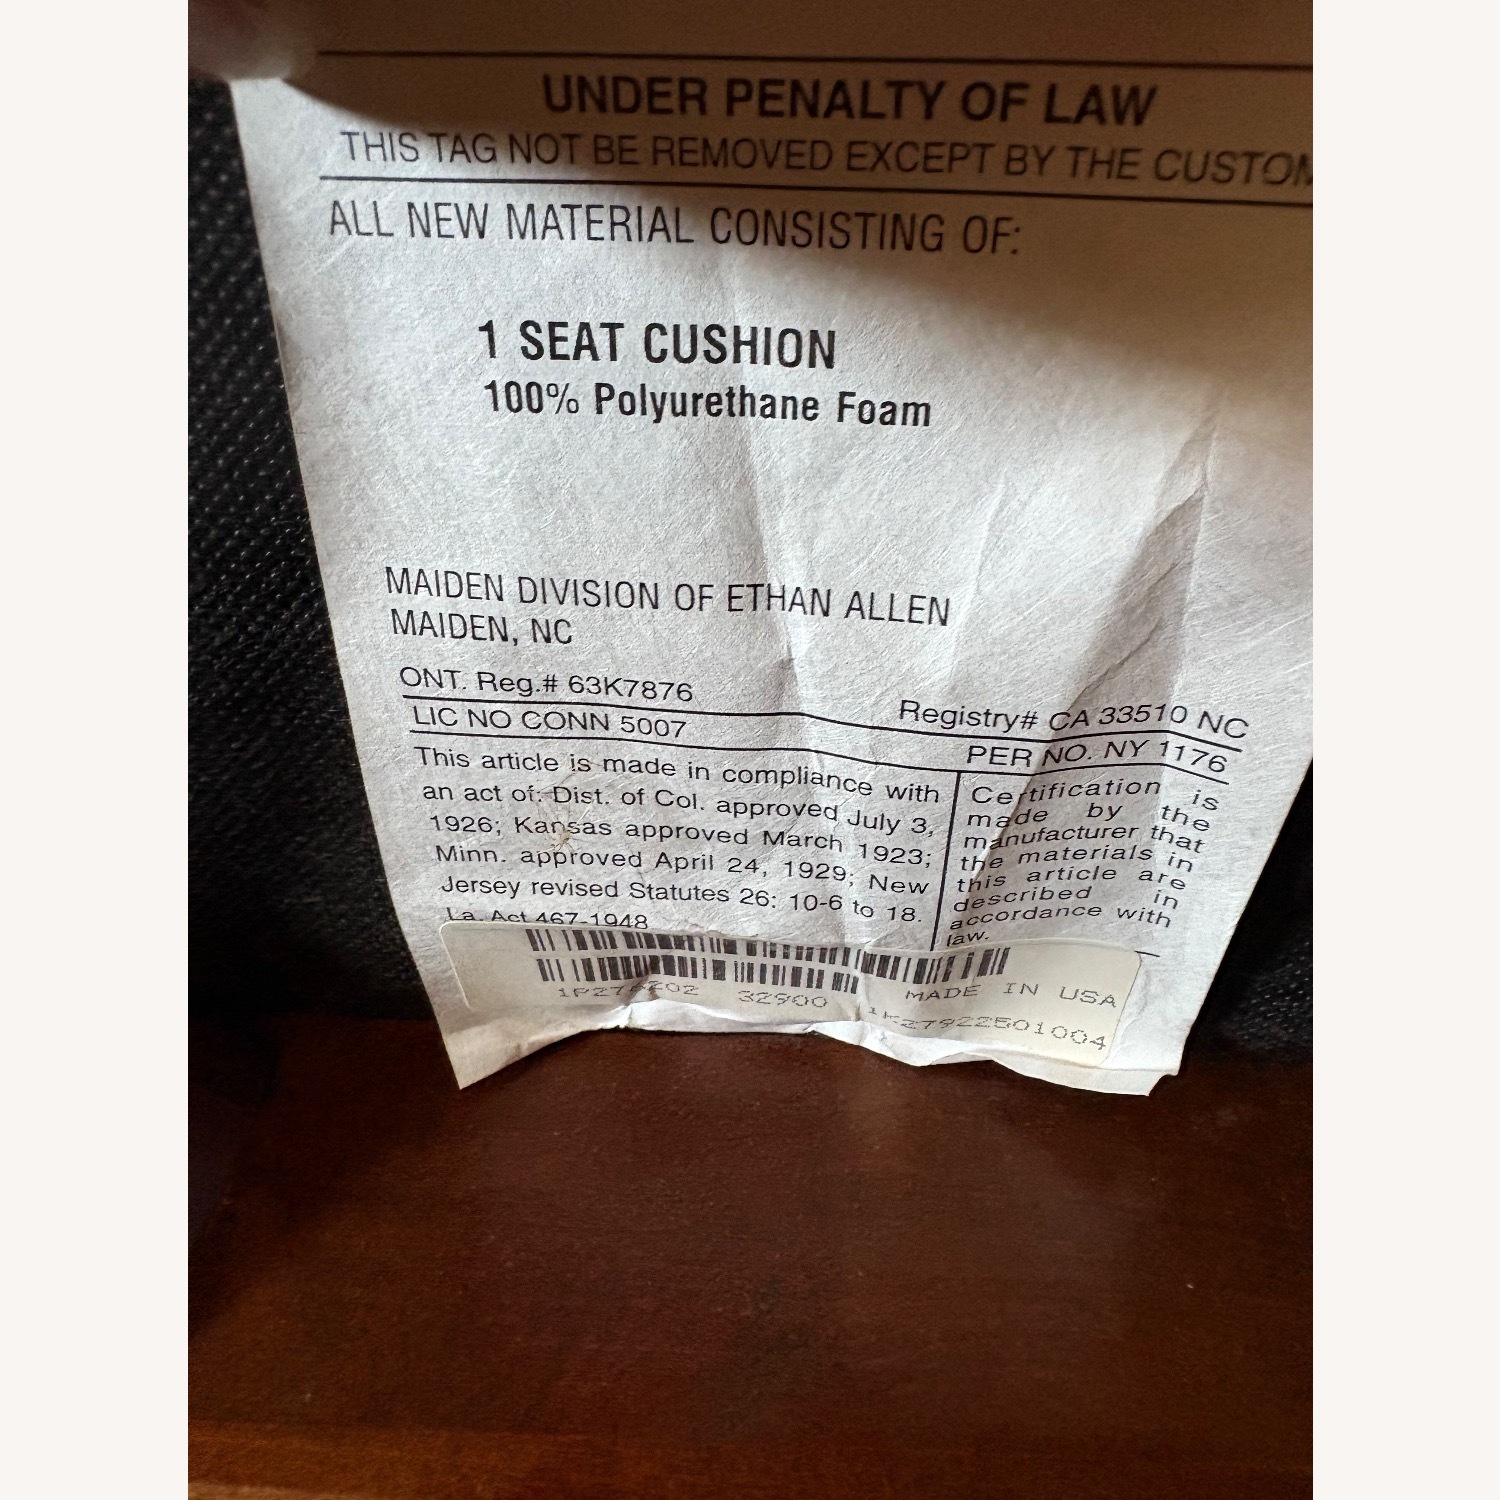 UNDER PENALTY OF LAW
THIS TAG NOT BE REMOVED EXCEPT BY THE CUSTOM
ALL NEW MATERIAL CONSISTING OF:
1 SEAT CUSHION
100% Polyurethane Foam
MAIDEN DIVISION OF ETHAN ALLEN
MAIDEN, NC
ONT. Reg.# 63K7876
Registry# CA 33510 NC
LIC NO CONN 5007
PER NO. NY 1176
This article is made in compliance with
an act of: Dist. of Col. approved July 3,
1926; Kansas approved March 1923;
Minn. approved April 24, 1929; New
Jersey revised Statutes 26: 10-6 to 18.
La. Act 467-1948
Certification is
made by the
manufacturer that
the materials in
this article are
described in
accordance with
law.
32900
MADE IN USA